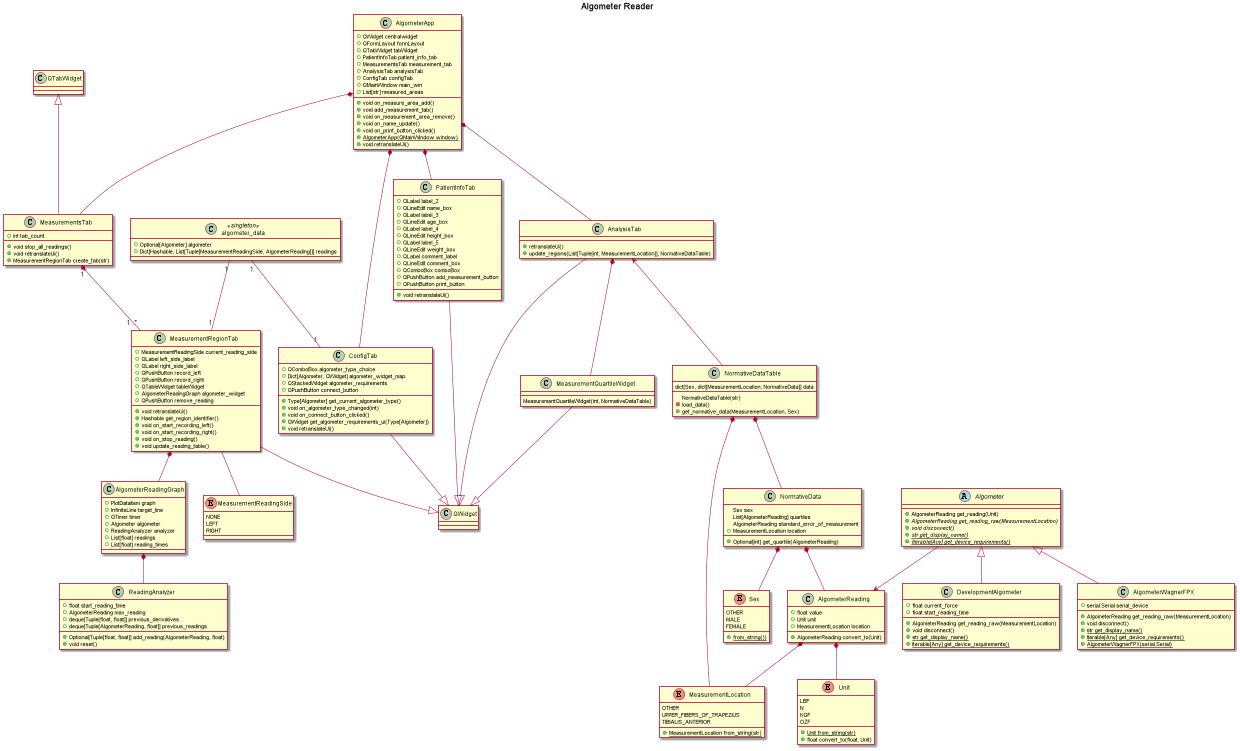 Algometer Reader
C AlgometerApp
QWidget centralwidget
QFormLayout formLayout
QTabWidget tabWidget
PatientInfoTab patient_info_tab
MeasurementsTab measurement_tab
AnalysisTab analysisTab
ConfigTab configTab
QMainWindow main_win
List[str] measured_areas
void on_measure_area_add()
void add_measurement_tab()
void on_measurement_area_remove()
void on_name_update()
void on_print_button_clicked()
AlgometerApp(QMainWindow window)
void retranslateUi()
C QTabWidget
C MeasurementsTab
int tab_count
void stop_all_readings()
void retranslateUi()
MeasurementRegionTab create_tab(str)
C «singleton»
algometer_data
Optional[Algometer] algometer
Dict[Hashable, List[Tuple[MeasurementReadingSide, AlgometerReading]] readings
C PatientInfoTab
QLabel label_2
QLineEdit name_box
QLabel label_3
QLineEdit age_box
QLabel label_4
QLineEdit height_box
QLabel label_5
QLineEdit weight_box
QLabel comment_label
QLineEdit comment_box
QComboBox comboBox
QPushButton add_measurement_button
QPushButton print_button
void retranslateUi()
C AnalysisTab
retranslateUi()
update_regions(List[Tuple[int, MeasurementLocation]], NormativeDataTable)
1
1..*
1
1
1
1
C MeasurementRegionTab
MeasurementReadingSide current_reading_side
QLabel left_side_label
QLabel right_side_label
QPushButton record_left
QPushButton record_right
QTableWidget tableWidget
AlgometerReadingGraph algometer_widget
QPushButton remove_reading
void retranslateUi()
Hashable get_region_identifier()
void on_start_recording_left()
void on_start_recording_right()
void on_stop_reading()
void update_reading_table()
C ConfigTab
QComboBox algometer_type_choice
Dict[Algometer, QWidget] algometer_widget_map
QStackedWidget algometer_requirements
QPushButton connect_button
Type[Algometer] get_current_algometer_type()
void on_algometer_type_changed(int)
void on_connect_button_clicked()
QWidget get_algometer_requirements_ui(Type[Algometer])
void retranslateUi()
C MeasurementQuartileWidget
MeasurementQuartileWidget(int, NormativeDataTable)
C NormativeDataTable
dict[Sex, dict[MeasurementLocation, NormativeData]] data
NormativeDataTable(str)
load_data()
get_normative_data(MeasurementLocation, Sex)
C AlgometerReadingGraph
PlotDataItem graph
InfiniteLine target_line
QTimer timer
Algometer algometer
ReadingAnalyzer analyzer
List[float] readings
List[float] reading_times
E MeasurementReadingSide
NONE
LEFT
RIGHT
C QWidget
C NormativeData
Sex sex
List[AlgometerReading] quartiles
AlgometerReading standard_error_of_measurement
MeasurementLocation location
Optional[int] get_quartile(AlgometerReading)
A Algometer
AlgometerReading get_reading(Unit)
AlgometerReading get_reading_raw(MeasurementLocation)
void disconnect()
str get_display_name()
Iterable[Any] get_device_requirements()
C ReadingAnalyzer
float start_reading_time
AlgometerReading max_reading
deque[Tuple[float, float]] previous_derivatives
deque[Tuple[AlgometerReading, float]] previous_readings
Optional[Tuple[float, float]] add_reading(AlgometerReading, float)
void reset()
E Sex
OTHER
MALE
FEMALE
from_string()
C AlgometerReading
float value
Unit unit
MeasurementLocation location
AlgometerReading convert_to(Unit)
C DevelopmentAlgometer
float current_force
float start_reading_time
AlgometerReading get_reading_raw(MeasurementLocation)
void disconnect()
str get_display_name()
Iterable[Any] get_device_requirements()
C AlgometerWagnerFPX
serial.Serial serial_device
AlgometerReading get_reading_raw(MeasurementLocation)
void disconnect()
str get_display_name()
Iterable[Any] get_device_requirements()
AlgometerWagnerFPX(serial.Serial)
E MeasurementLocation
OTHER
UPPER_FIBERS_OF_TRAPEZIUS
TIBIALIS_ANTERIOR
MeasurementLocation from_string(str)
E Unit
LBF
N
KGF
OZF
Unit from_string(str)
float convert_to(float, Unit)